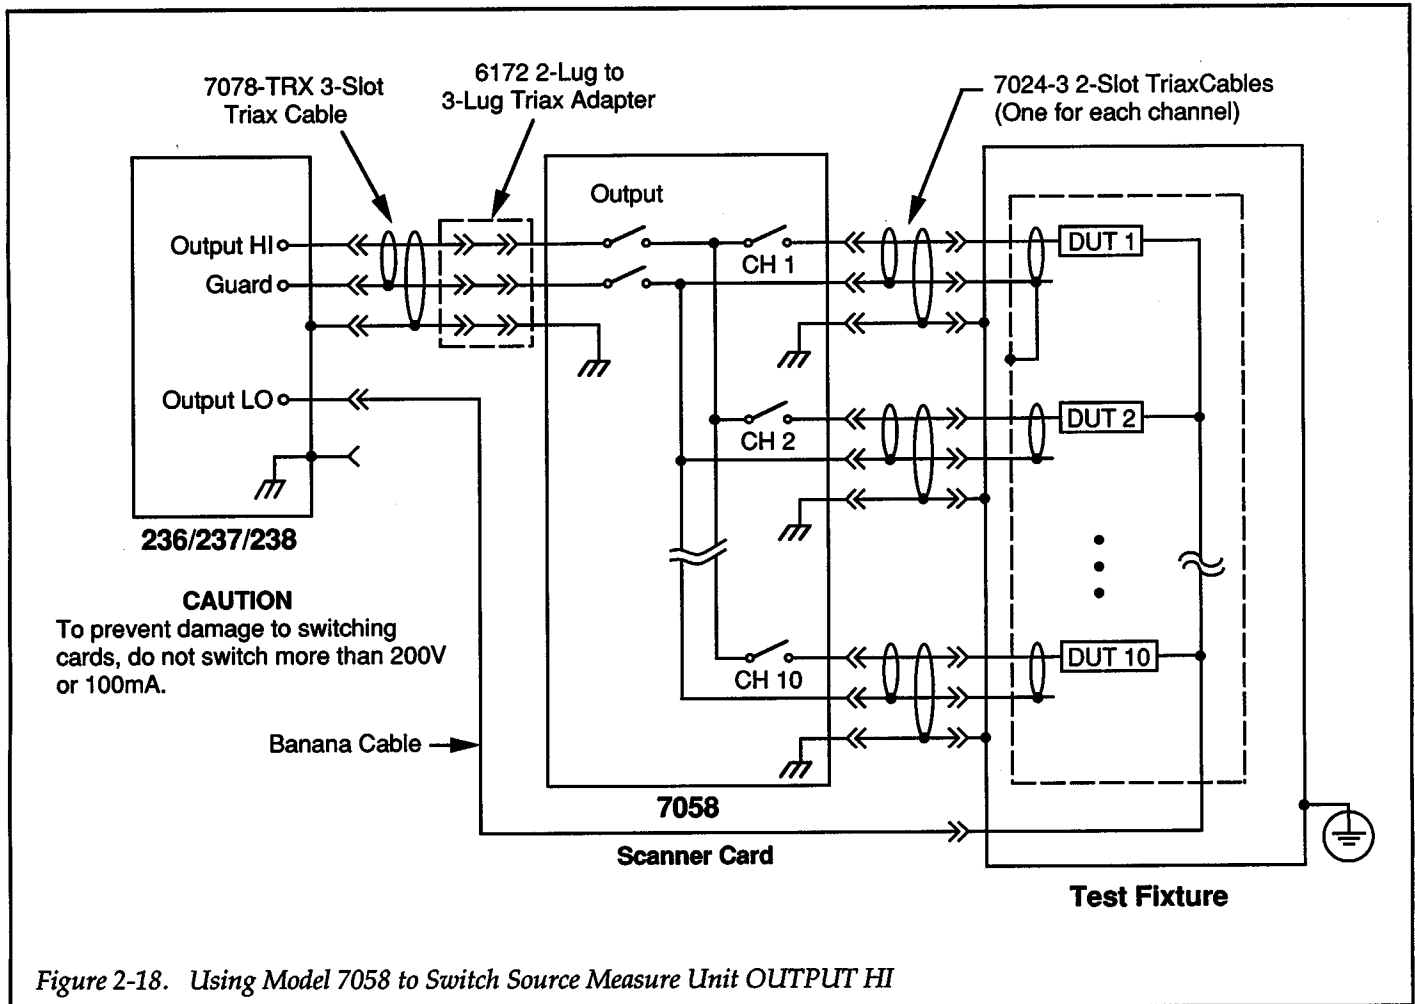 7078-TRX 3-Slot
Triax Cable
6172 2-Lug to
3-Lug Triax Adapter
7024-3 2-Slot TriaxCables
(One for each channel)
Output
Output HI
Guard
Output LO
236/237/238
CH 1
CH 2
CH 10
DUT 1
DUT 2
DUT 10
CAUTION
To prevent damage to switching
cards, do not switch more than 200V
or 100mA.
Banana Cable
7058
Scanner Card
Test Fixture
Figure 2-18. Using Model 7058 to Switch Source Measure Unit OUTPUT HI